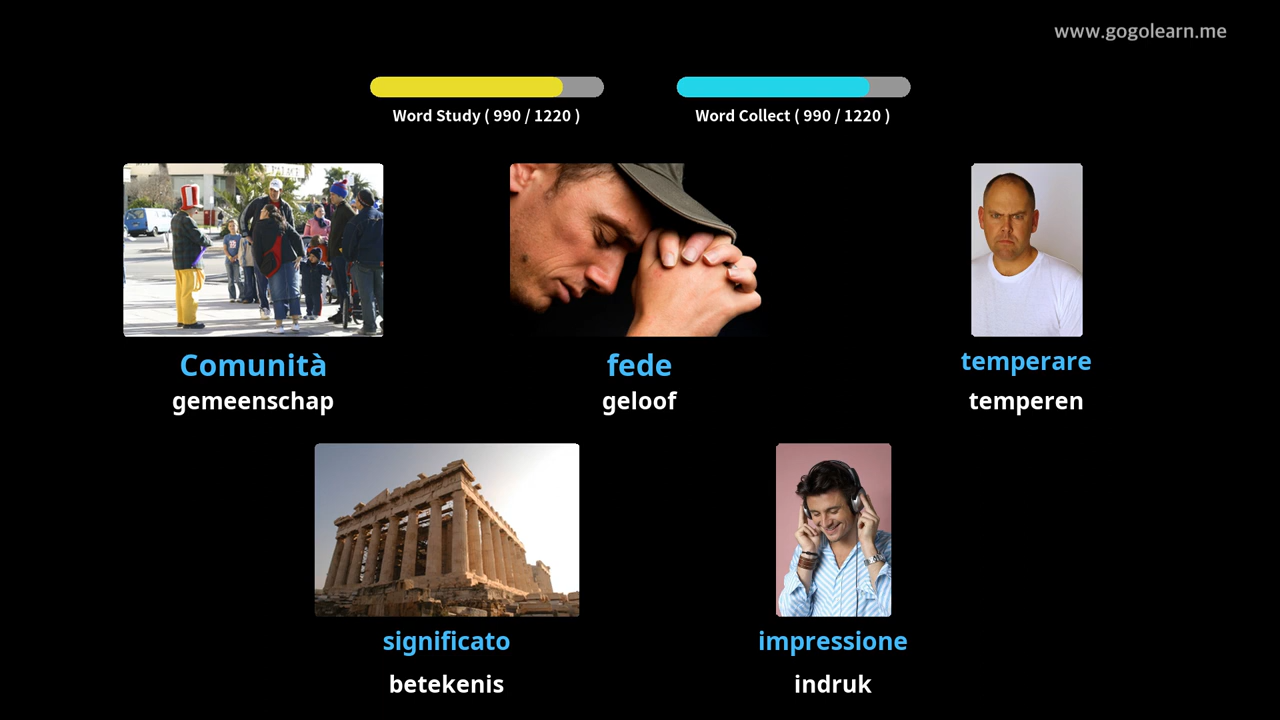 www.gogolearn.me
Word Study ( 990 / 1220 )
Word Collect ( 990 / 1220 )
Comunità
fede
temperare
gemeenschap
geloof
temperen
significato
impressione
betekenis
indruk